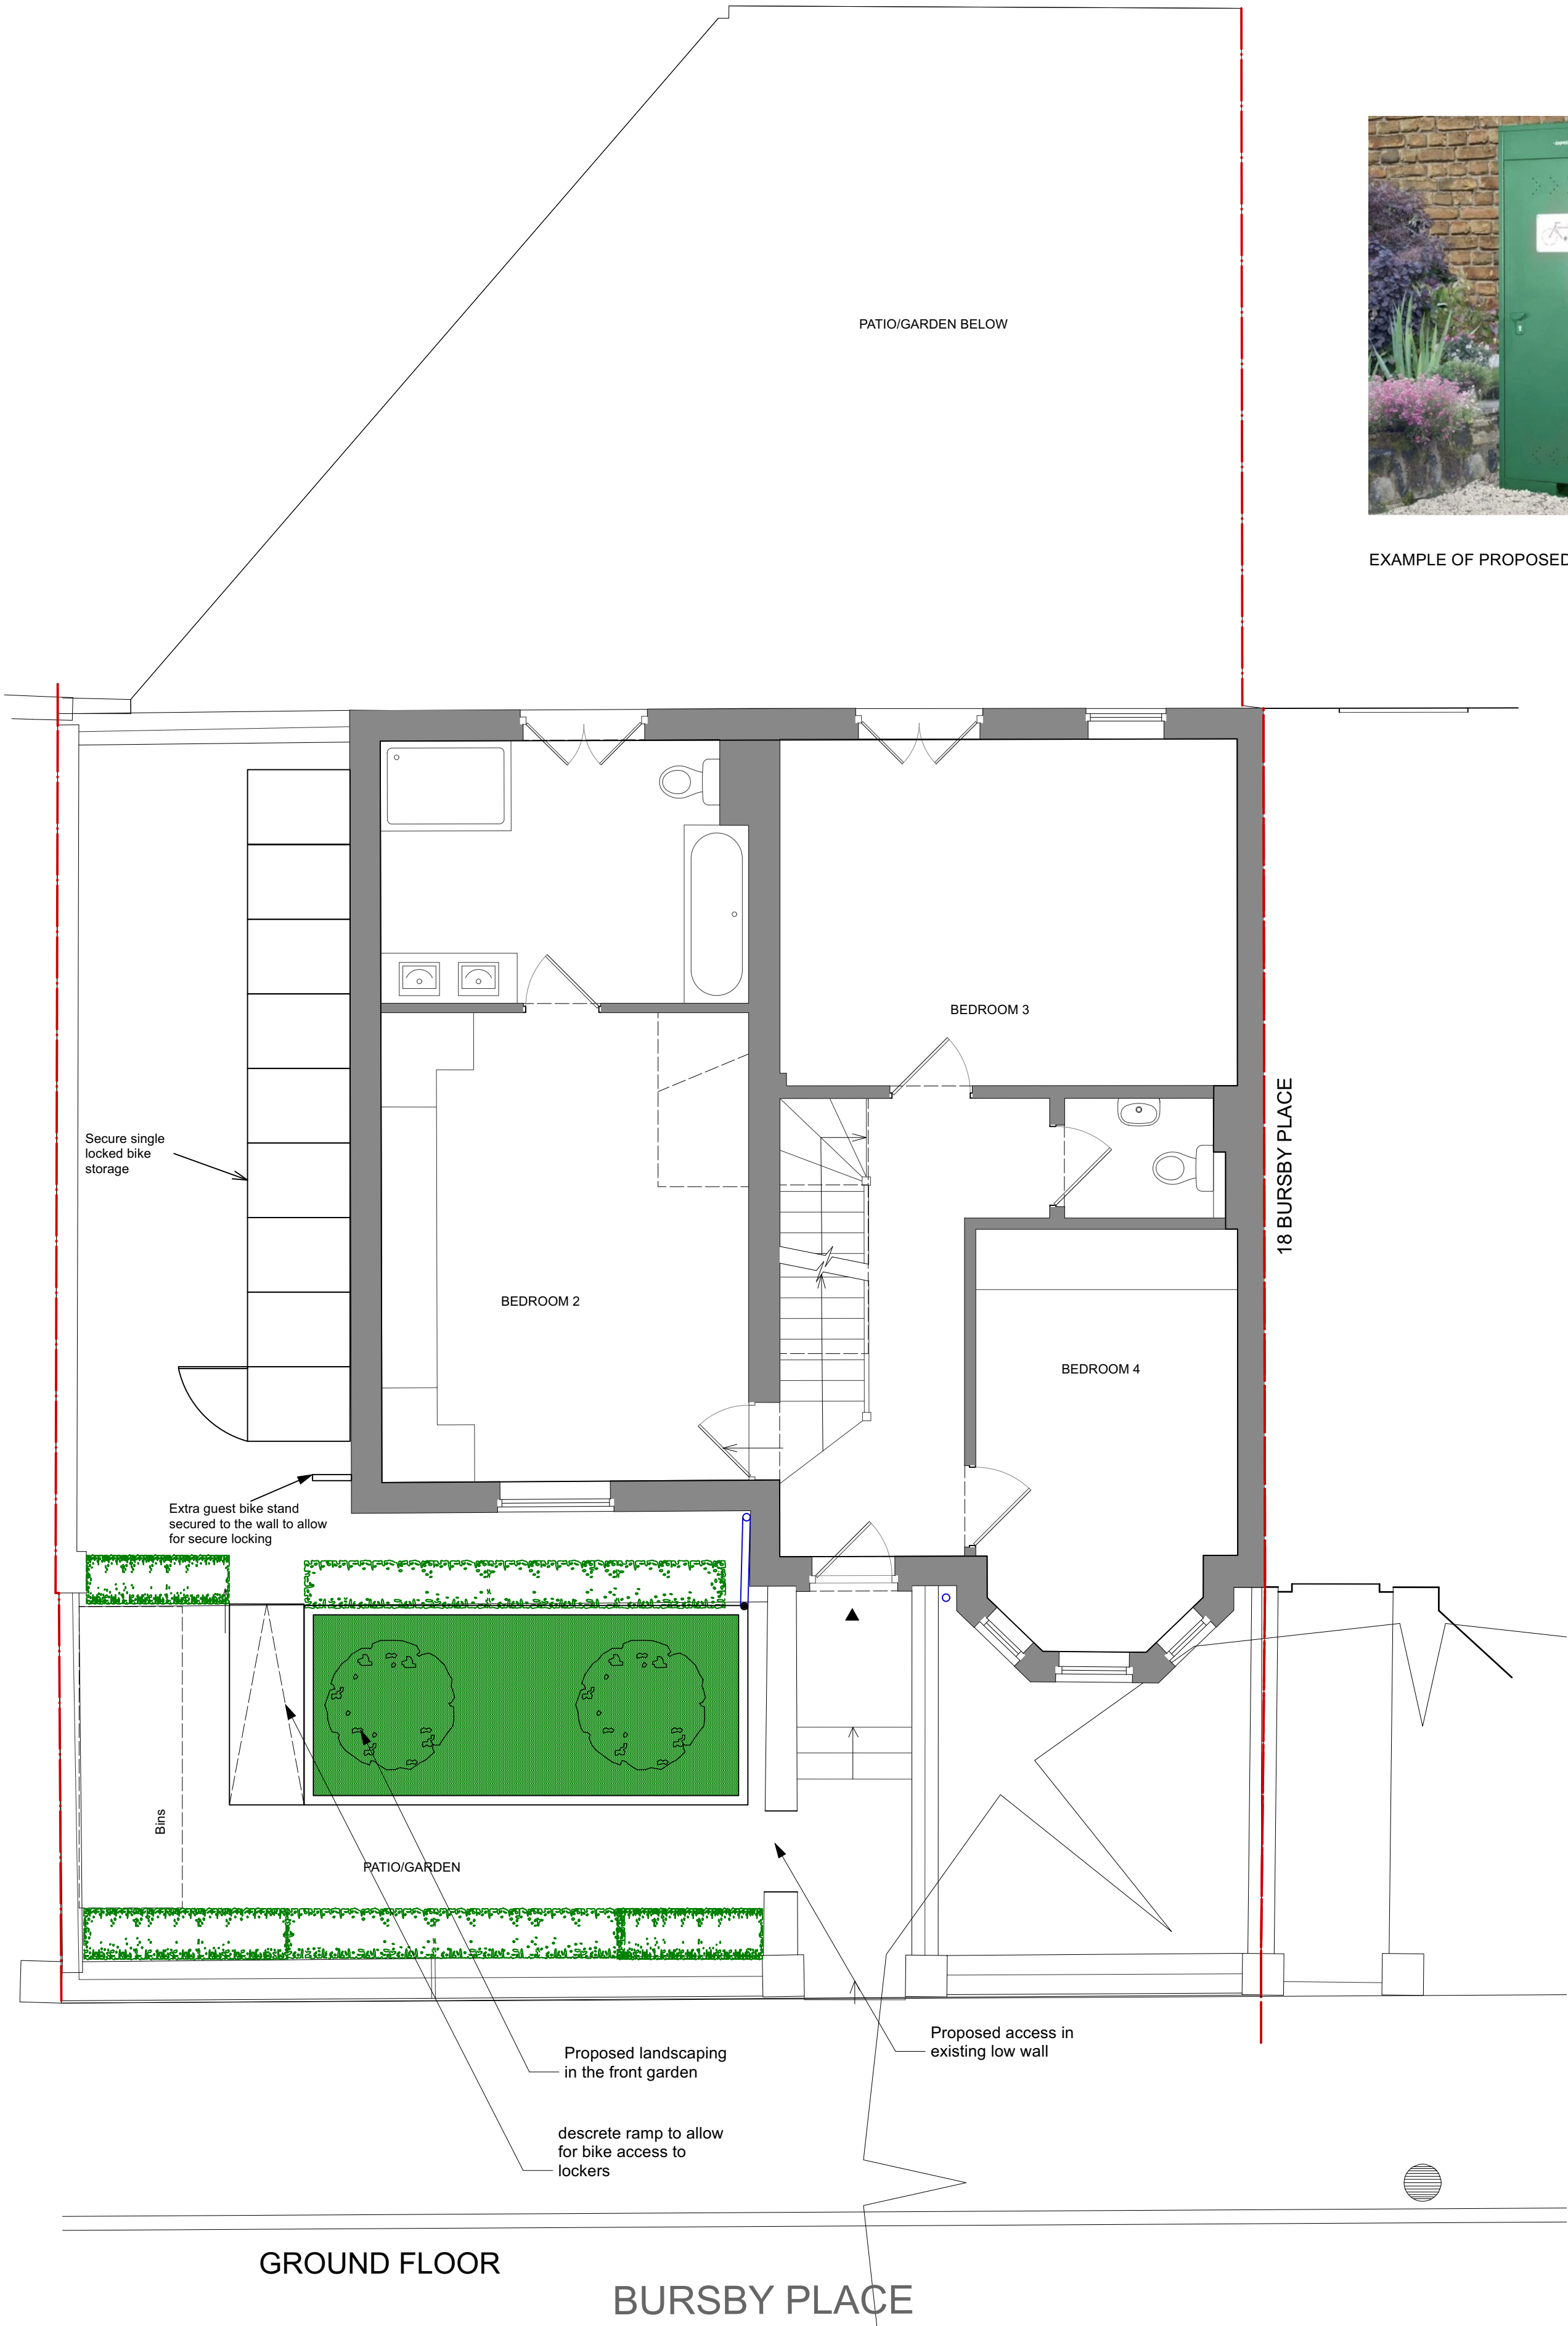 PATIO/GARDEN BELOW
EXAMPLE OF PROPOSED
BEDROOM 3
18 BURSBY PLACE
Secure single
locked bike
storage
BEDROOM 2
BEDROOM 4
Extra guest bike stand
secured to the wall to allow
for secure locking
Bins
PATIO/GARDEN
Proposed access in
existing low wall
Proposed landscaping
in the front garden
descrete ramp to allow
for bike access to
lockers
GROUND FLOOR
BURSBY PLACE